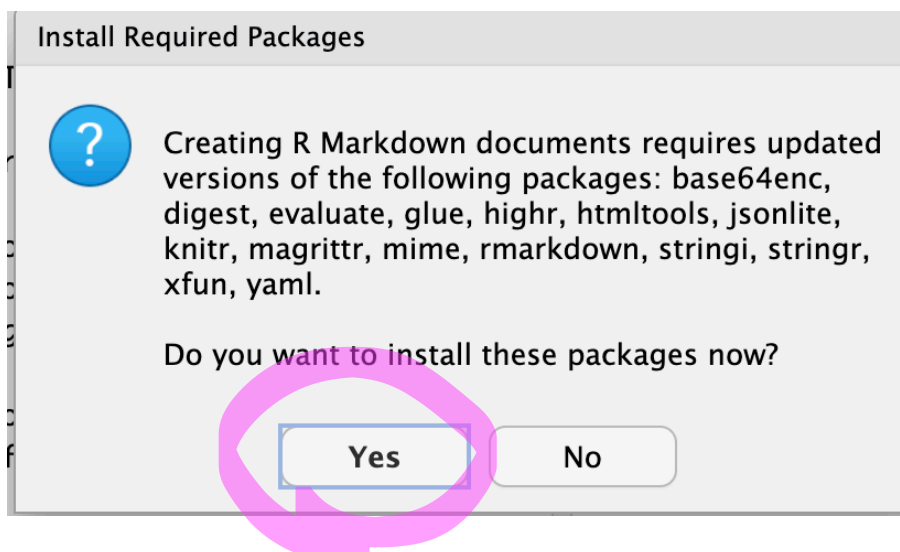 Install Required Packages
?
Creating R Markdown documents requires updated
versions of the following packages: base64enc,
digest, evaluate, glue, highr, htmltools, jsonlite,
knitr, magrittr, mime, rmarkdown, stringi, stringr,
xfun, yaml.
Do you want to install these packages now?
Yes
No